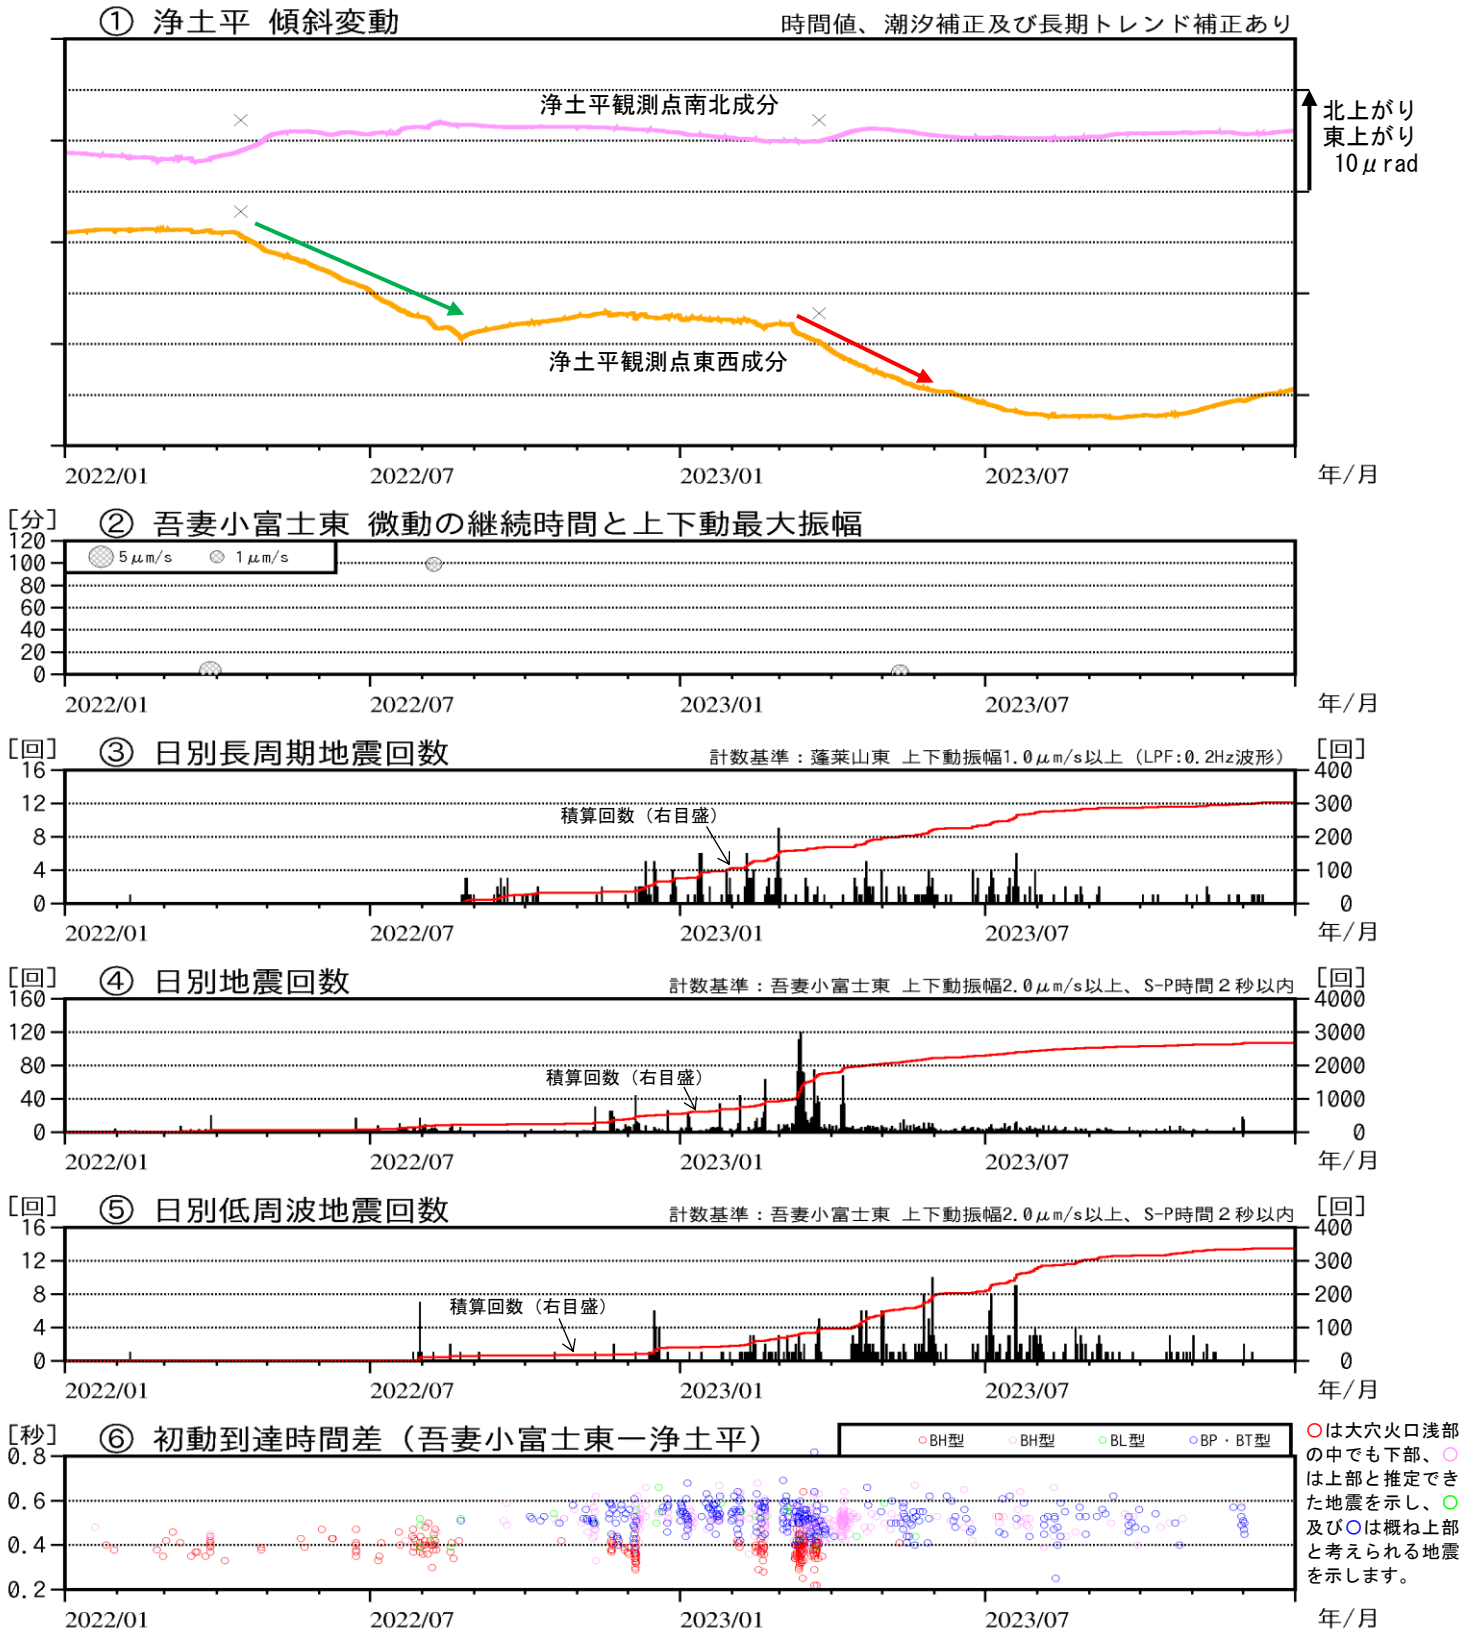 ① 浄土平 傾斜変動
時間値、潮汐補正及び長期トレンド補正あり
浄土平観測点南北成分
北上がり
東上がり
10μrad
浄土平観測点東西成分
2022/01 2022/07 2023/01 2023/07 年/月
[分] ② 吾妻小富士東 微動の継続時間と上下動最大振幅
5μm/s 1μm/s
120
100
80
60
40
20
0
2022/01 2022/07 2023/01 2023/07 年/月
[回] ③ 日別長周期地震回数
計数基準：蓬莱山東 上下動振幅1.0μm/s以上（LPF:0.2Hz波形） [回]
16 400
12 300
積算回数（右目盛）
8 200
4 100
0 0
2022/01 2022/07 2023/01 2023/07 年/月
[回] ④ 日別地震回数
計数基準：吾妻小富士東 上下動振幅2.0μm/s以上、S-P時間２秒以内 [回]
160 4000
120 3000
80 2000
積算回数（右目盛）
40 1000
0 0
2022/01 2022/07 2023/01 2023/07 年/月
[回] ⑤ 日別低周波地震回数
計数基準：吾妻小富士東 上下動振幅2.0μm/s以上、S-P時間２秒以内 [回]
16 400
12 300
8 200
積算回数（右目盛）
4 100
0 0
2022/01 2022/07 2023/01 2023/07 年/月
[秒] ⑥ 初動到達時間差（吾妻小富士東－浄土平）
○BH型 ○BH型 ○BL型 ○BP・BT型
0.8
0.6
0.4
0.2
2022/01 2022/07 2023/01 2023/07 年/月
○は大穴火口浅部
の中でも下部、○
は上部と推定でき
た地震を示し、○
及び○は概ね上部
と考えられる地震
を示します。